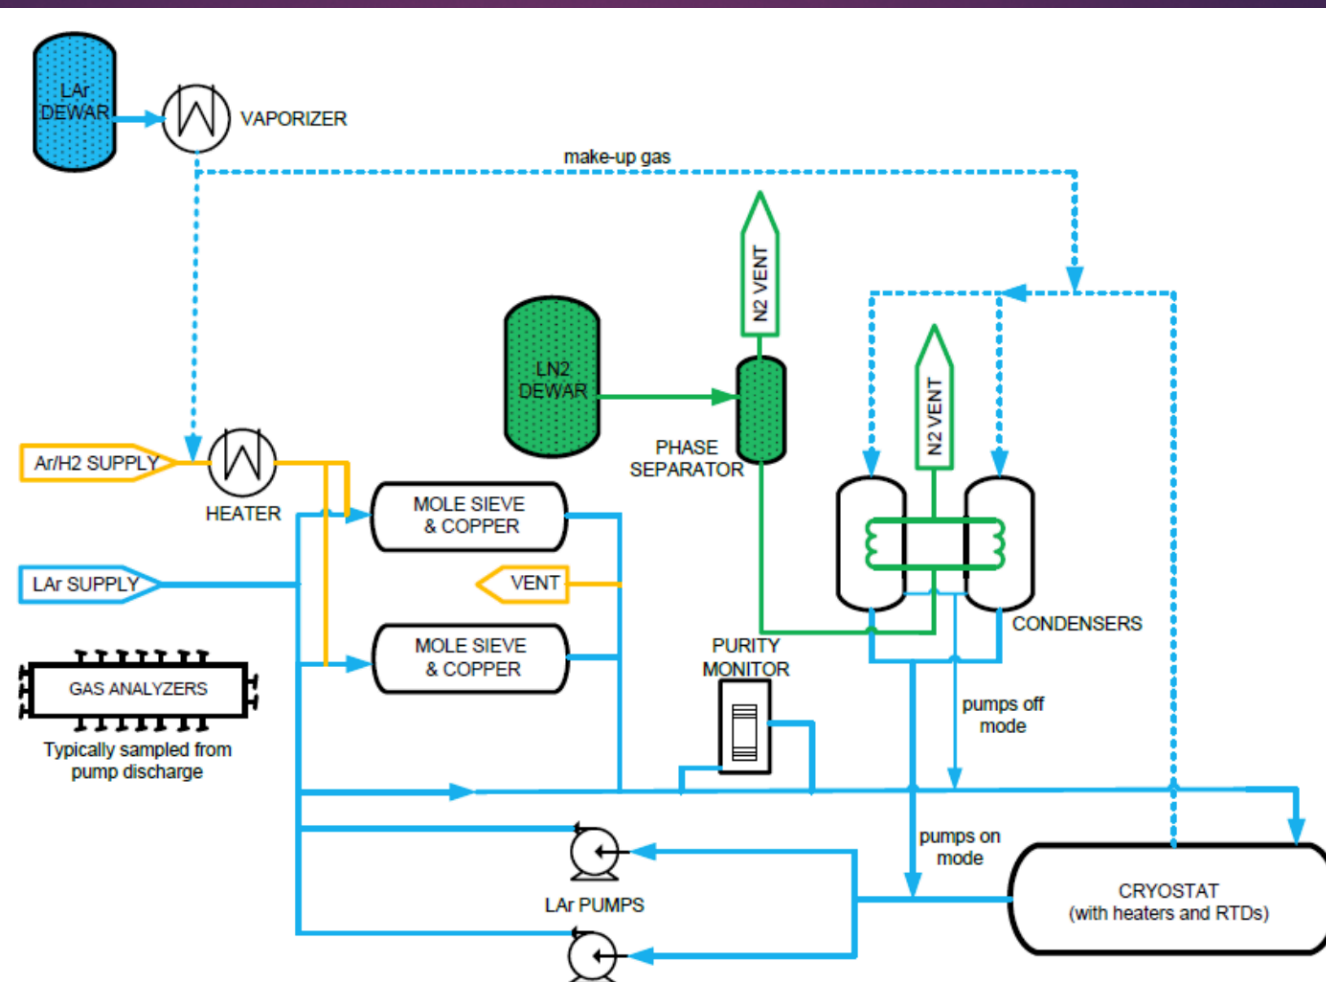 LAr
DEWAR
VAPORIZER
make-up gas
N2 VENT
LN2
DEWAR
N2 VENT
PHASE
SEPARATOR
Ar/H2 SUPPLY
HEATER
MOLE SIEVE
& COPPER
LAr SUPPLY
VENT
CONDENSERS
MOLE SIEVE
& COPPER
PURITY
MONITOR
GAS ANALYZERS
Typically sampled from
pump discharge
pumps off
mode
pumps on
mode
LAr PUMPS
CRYOSTAT
(with heaters and RTDs)